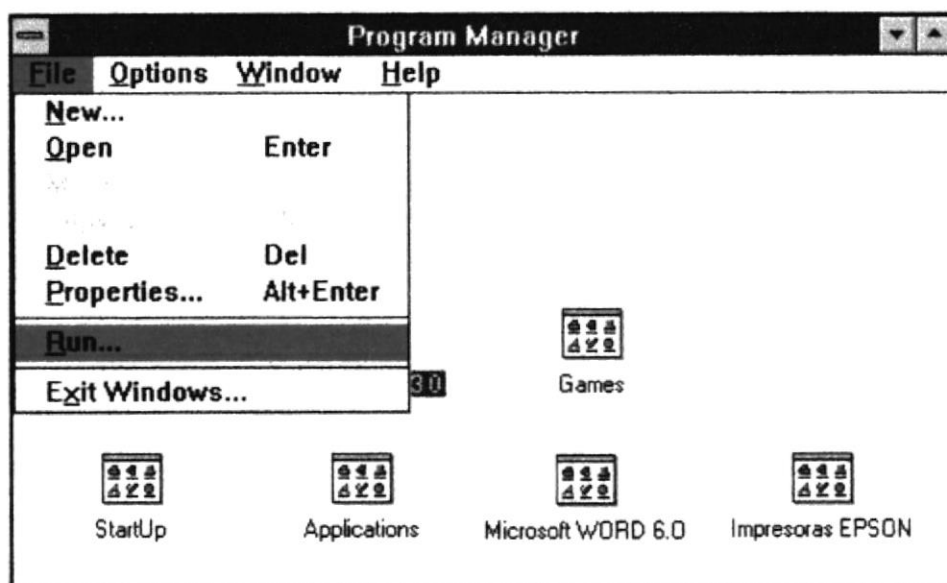 Program Manager
File Options Window Help
New...
Open Enter
Delete Del
Properties... Alt+Enter
Run...
Exit Windows...
30
Games
StartUp Applications Microsoft WORD 6.0 Impresoras EPSON